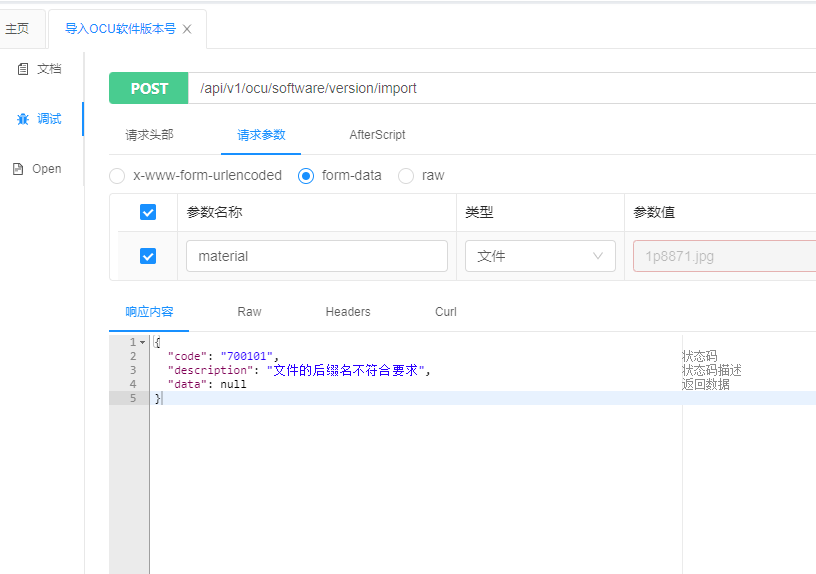 主页 导入OCU软件版本号
文档
POST /api/v1/ocu/software/version/import
调试
请求头部 请求参数 AfterScript
Open
x-www-form-urlencoded form-data raw
参数名称 类型 参数值
material 文件 1p8871.jpg
响应内容 Raw Headers Curl
1 {
2 "code": "700101", 状态码
3 "description": "文件的后缀名不符合要求", 状态码描述
4 "data": null 返回数据
5 }